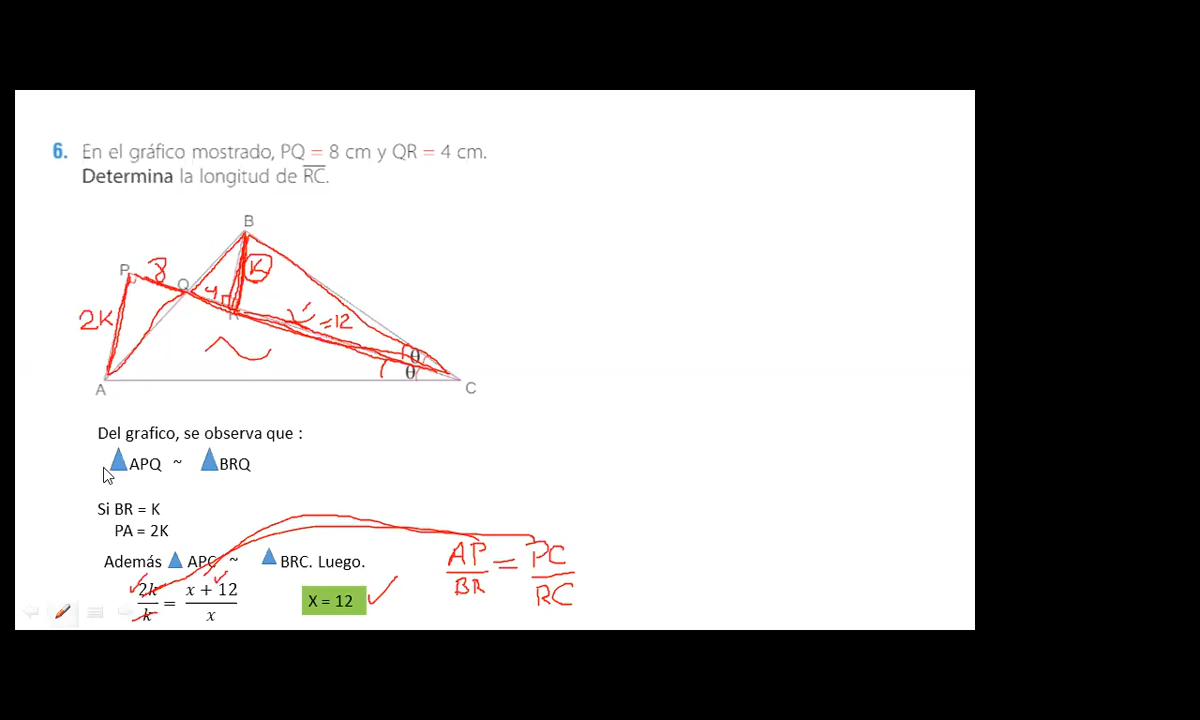 6. En el gráfico mostrado, PQ = 8 cm y QR = 4 cm.
Determina la longitud de RC.
B
P
8
Q
K
4
2K
R
=12
θ
θ
A
C
Del grafico, se observa que :
APQ ~ BRQ
Si BR = K
PA = 2K
Además APC ~ BRC. Luego.
2k/k = x + 12/x
X = 12
AP/BR = PC/RC